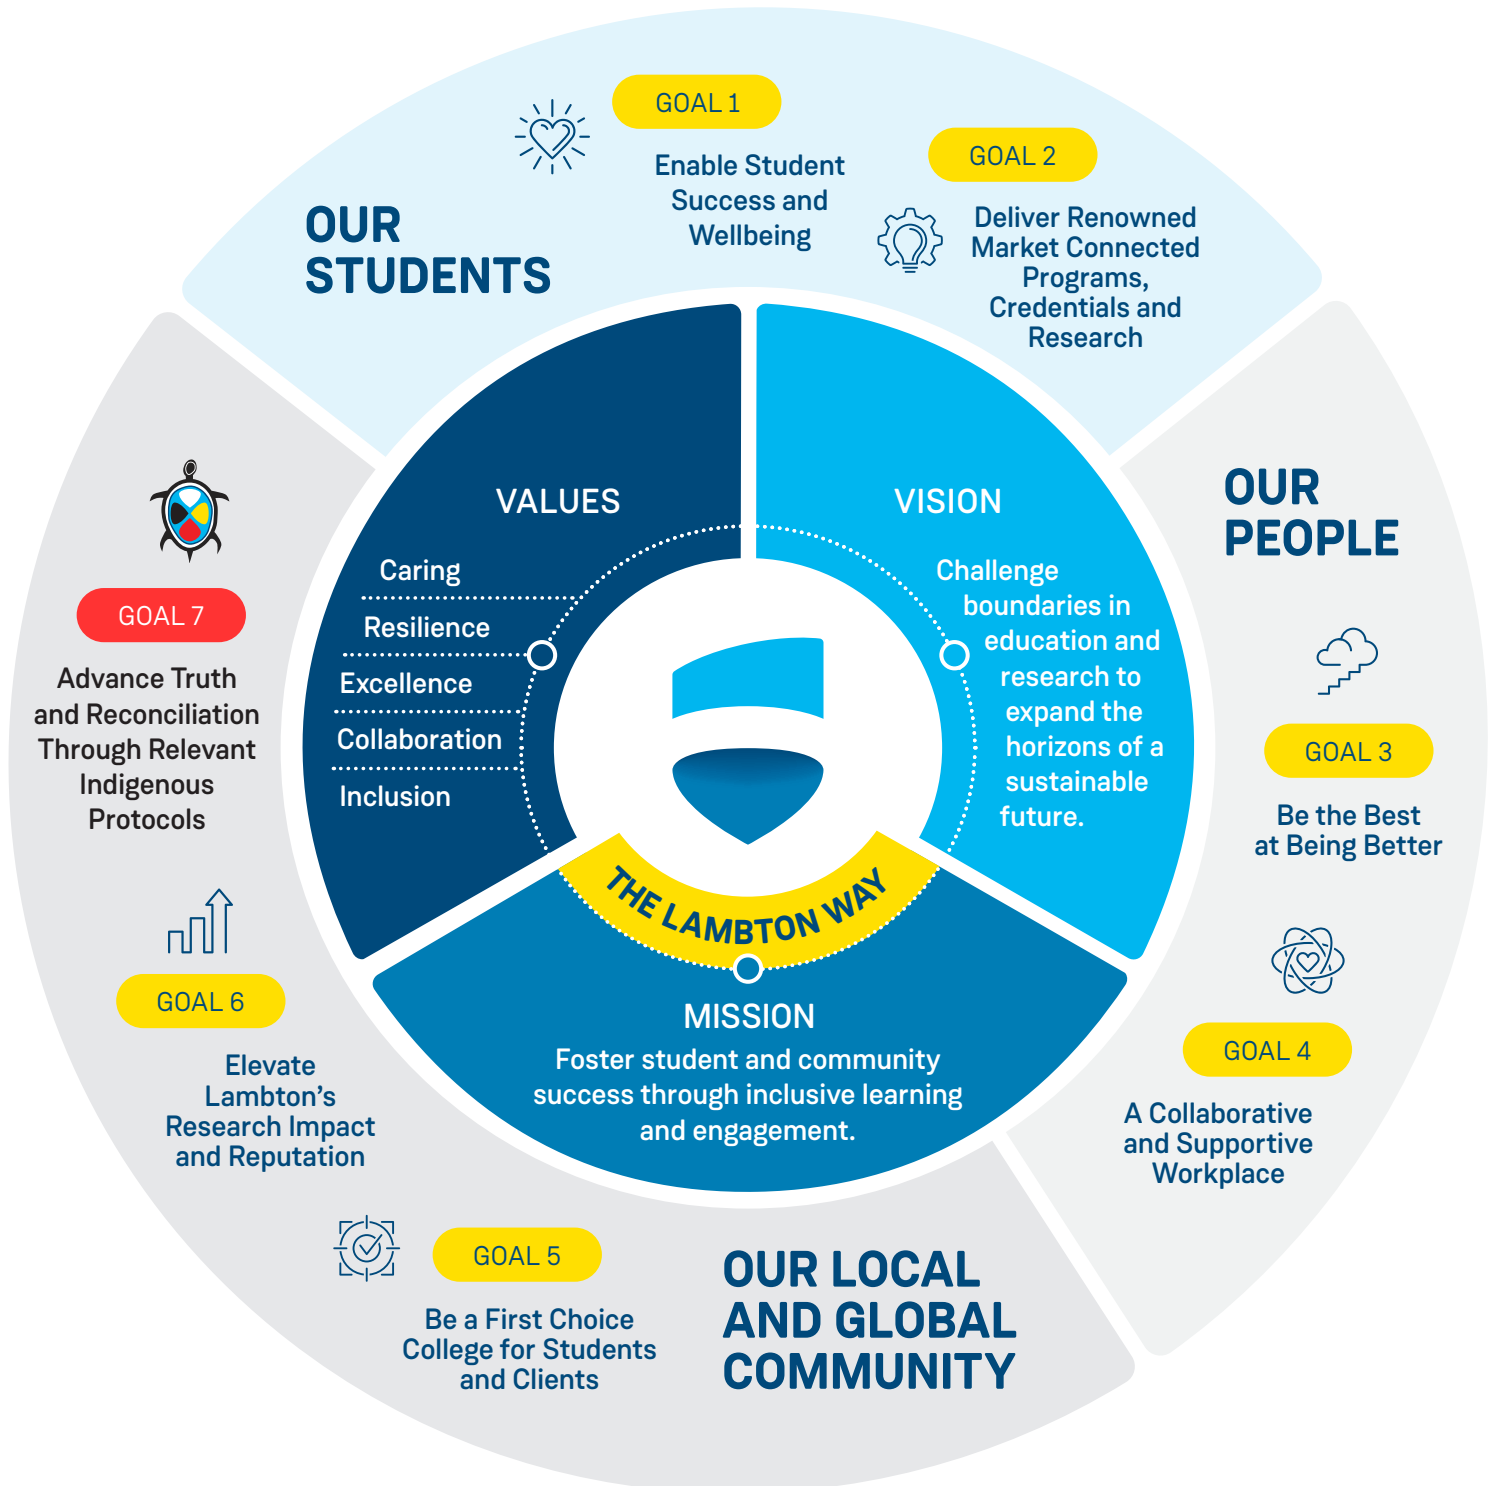 OUR
STUDENTS
GOAL 1
Enable Student
Success and
Wellbeing
GOAL 2
Deliver Renowned
Market Connected
Programs,
Credentials and
Research
OUR
PEOPLE
GOAL 3
Be the Best
at Being Better
GOAL 4
A Collaborative
and Supportive
Workplace
OUR LOCAL
AND GLOBAL
COMMUNITY
GOAL 5
Be a First Choice
College for Students
and Clients
GOAL 6
Elevate
Lambton’s
Research Impact
and Reputation
GOAL 7
Advance Truth
and Reconciliation
Through Relevant
Indigenous
Protocols
VALUES
Caring
Resilience
Excellence
Collaboration
Inclusion
VISION
Challenge
boundaries in
education and
research to
expand the
horizons of a
sustainable
future.
THE LAMBTON WAY
MISSION
Foster student and community
success through inclusive learning
and engagement.